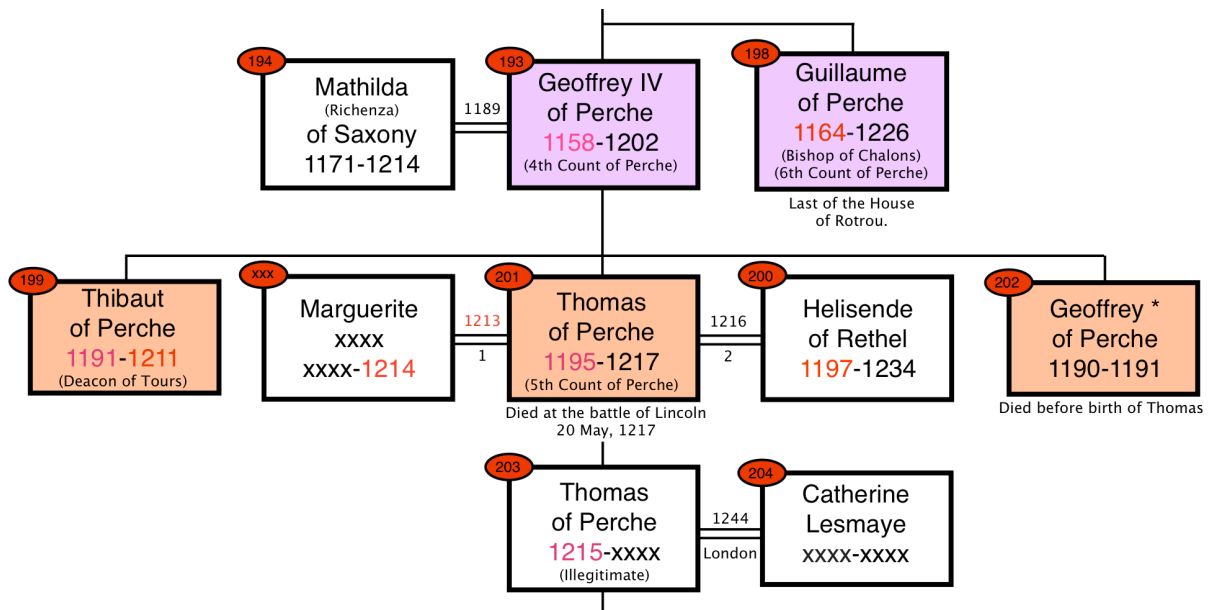 194
Mathilda
(Richenza)
of Saxony
1171-1214
1189
193
Geoffrey IV
of Perche
1158-1202
(4th Count of Perche)
198
Guillaume
of Perche
1164-1226
(Bishop of Chalons)
(6th Count of Perche)
Last of the House
of Rotrou.
199
Thibaut
of Perche
1191-1211
(Deacon of Tours)
xxx
Marguerite
xxxx
xxxx-1214
1213
1
201
Thomas
of Perche
1195-1217
(5th Count of Perche)
Died at the battle of Lincoln
20 May, 1217
1216
2
200
Helisende
of Rethel
1197-1234
202
Geoffrey *
of Perche
1190-1191
Died before birth of Thomas
203
Thomas
of Perche
1215-xxxx
(Illegitimate)
1244
London
204
Catherine
Lesmaye
xxxx-xxxx